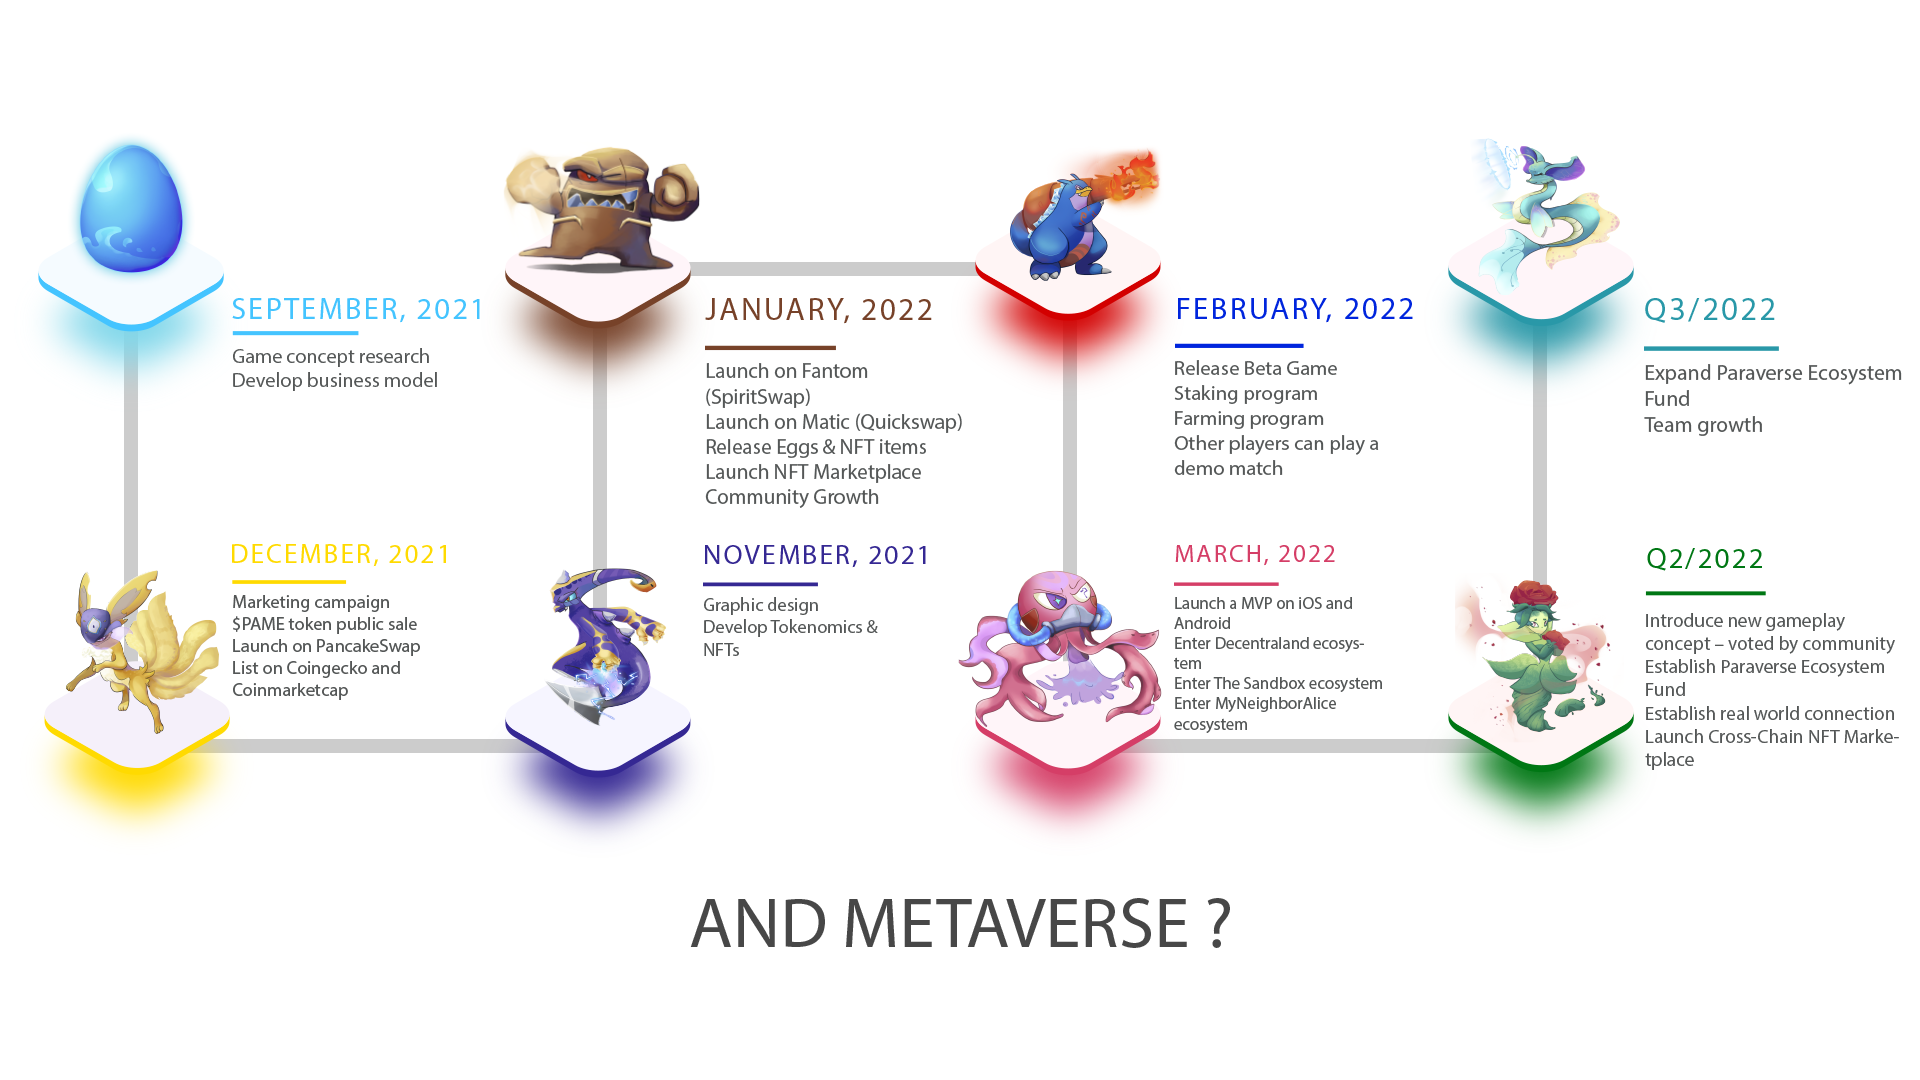 SEPTEMBER, 2021
Game concept research
Develop business model
JANUARY, 2022
Launch on Fantom
(SpiritSwap)
Launch on Matic (Quickswap)
Release Eggs & NFT items
Launch NFT Marketplace
Community Growth
FEBRUARY, 2022
Release Beta Game
Staking program
Farming program
Other players can play a
demo match
Q3/2022
Expand Paraverse Ecosystem
Fund
Team growth
DECEMBER, 2021
Marketing campaign
$PAME token public sale
Launch on PancakeSwap
List on Coingecko and
Coinmarketcap
NOVEMBER, 2021
Graphic design
Develop Tokenomics &
NFTs
MARCH, 2022
Launch a MVP on iOS and
Android
Enter Decentraland ecosys-
tem
Enter The Sandbox ecosystem
Enter MyNeighborAlice
ecosystem
Q2/2022
Introduce new gameplay
concept – voted by community
Establish Paraverse Ecosystem
Fund
Establish real world connection
Launch Cross-Chain NFT Marke-
tplace
AND METAVERSE ?